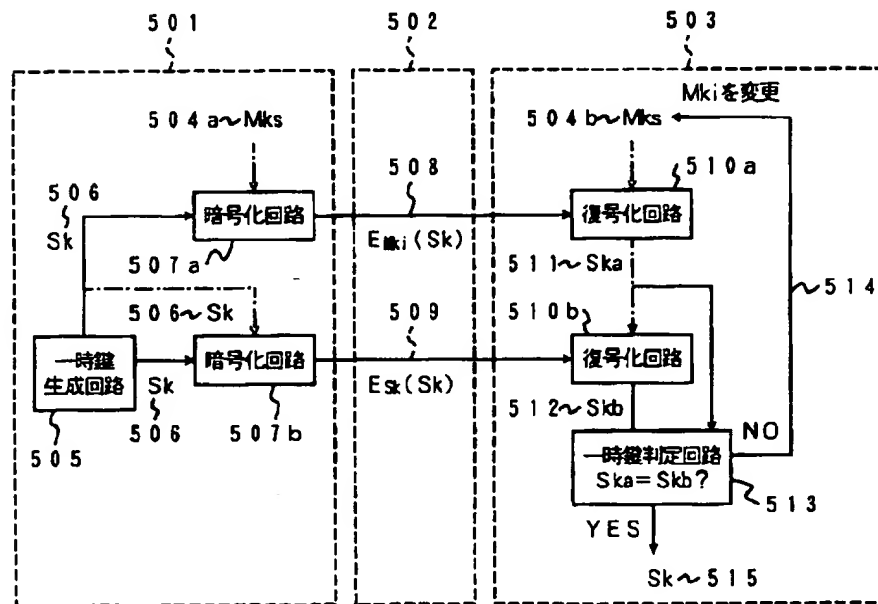 501
502
503
Mkiを変更
504a~Mks
504b~Mks
506
Sk
508
510a
暗号化回路
復号化回路
507a
EMki(Sk)
511~Ska
514
506~Sk
509
510b
一時鍵
生成回路
Sk
506
505
暗号化回路
507b
ESk(Sk)
復号化回路
512~Skb
NO
一時鍵判定回路
Ska=Skb?
513
YES
Sk~515